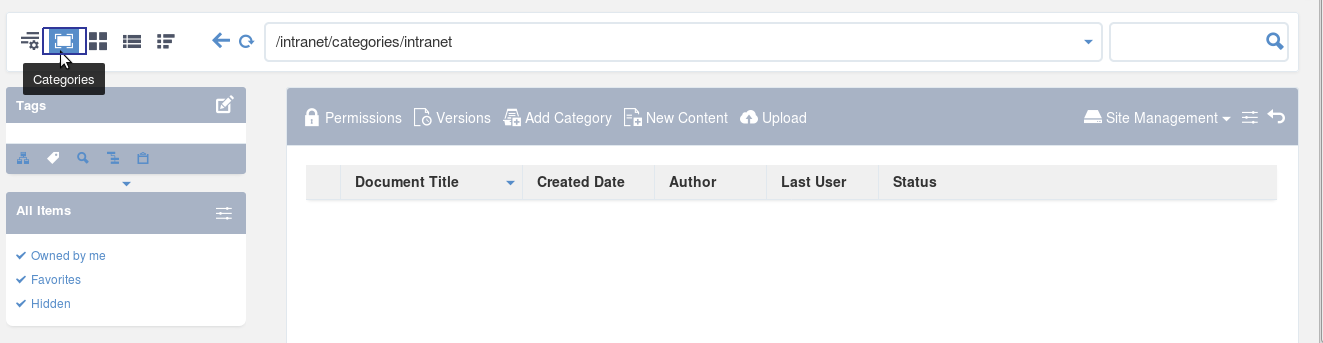 /intranet/categories/intranet
Categories
Tags
Permissions Versions Add Category New Content Upload Site Management
Document Title Created Date Author Last User Status
All Items
Owned by me
Favorites
Hidden